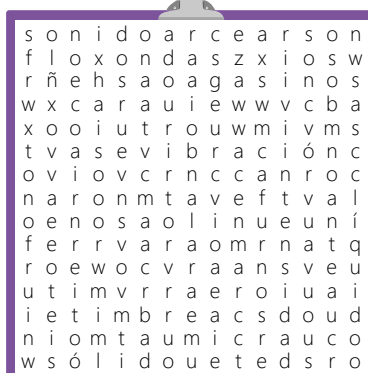 s o n i d o a r c e a r s o n
f l o x o n d a s z x i o s w
r ñ e h s a o a g a s i n o s
w x c a r a u i e w w v c b a
x o o i u t r o u w m i v m s
t v a s e v i b r a c i ó n c
o v i o v c r n c c a n r o c
n a r o n m t a v e f t v a l
o e n o s a o l i n u e u n í
f e r r v a r a o m r n a t q
r o e w o c v r a a n s v e u
u t i m v r r a e r o i u a i
i e t i m b r e a c s d o u d
n i o m t a u m i c r a u c o
w s ó l i d o u e t e d s r o